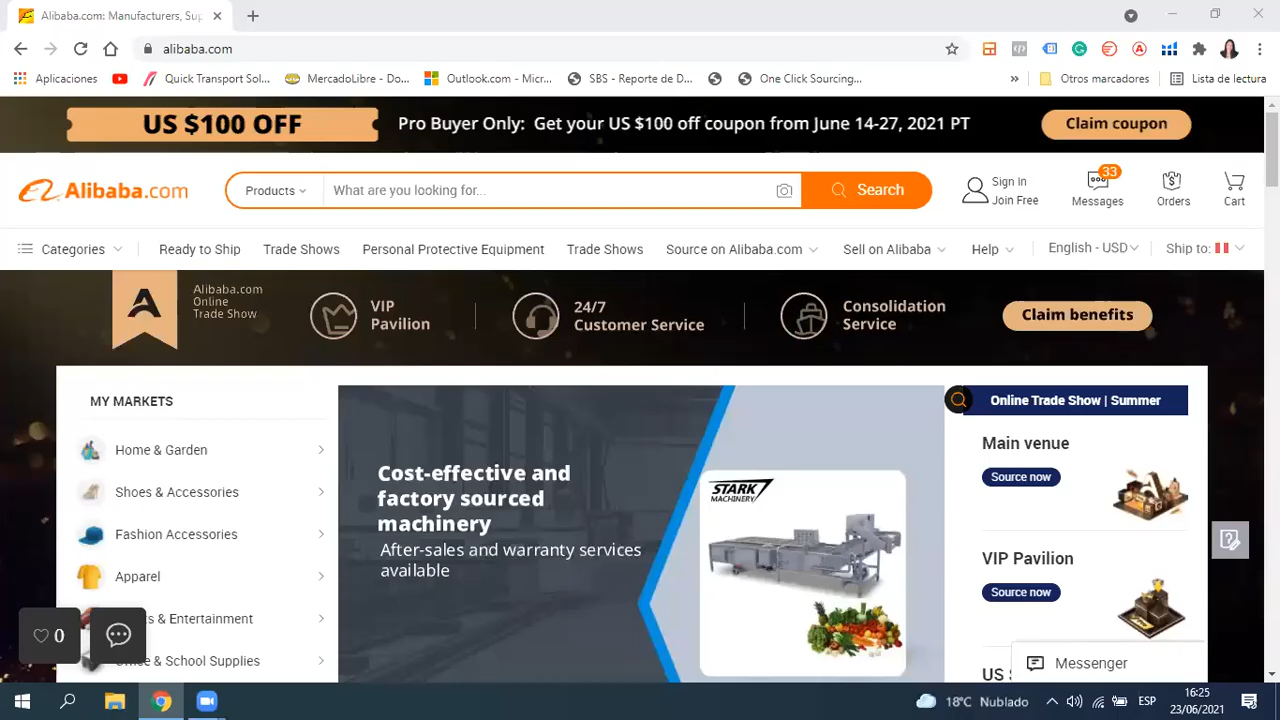 Alibaba.com: Manufacturers, Sup
alibaba.com
Aplicaciones
Quick Transport Sol...
MercadoLibre - Do...
Outlook.com - Micr...
SBS - Reporte de D...
One Click Sourcing...
»
Otros marcadores
Lista de lectura
US $100 OFF
Pro Buyer Only: Get your US $100 off coupon from June 14-27, 2021 PT
Claim coupon
Alibaba.com
Products
What are you looking for...
Search
Sign In
Join Free
33
Messages
Orders
Cart
Categories
Ready to Ship
Trade Shows
Personal Protective Equipment
Trade Shows
Source on Alibaba.com
Sell on Alibaba
Help
English - USD
Ship to:
Alibaba.com
Online
Trade Show
VIP
Pavilion
24/7
Customer Service
Consolidation
Service
Claim benefits
MY MARKETS
Home & Garden
Shoes & Accessories
Fashion Accessories
Apparel
& Entertainment
& School Supplies
0
Cost-effective and
factory sourced
machinery
After-sales and warranty services
available
STARK
MACHINERY
Online Trade Show | Summer
Main venue
Source now
VIP Pavilion
Source now
US
Messenger
18°C Nublado
ESP
16:25
23/06/2021